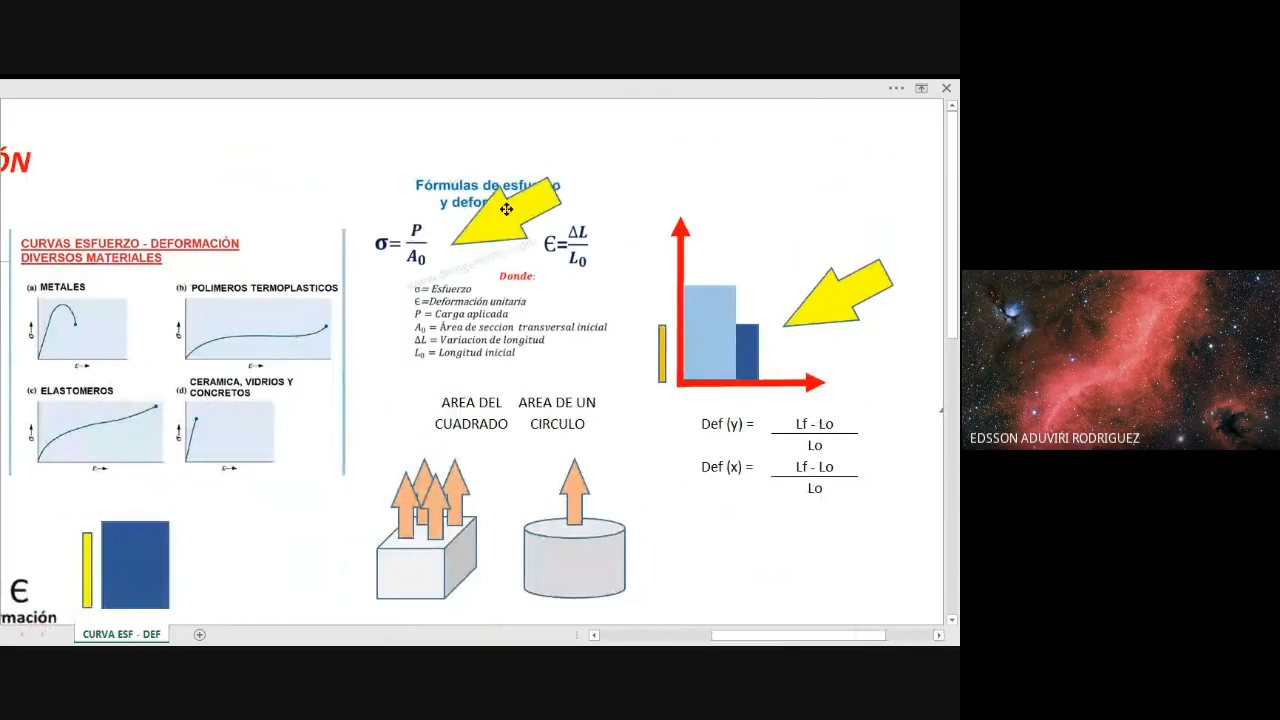 ÓN
Fórmulas de esfuerzo
y defor
CURVAS ESFUERZO - DEFORMACIÓN
DIVERSOS MATERIALES
(a) METALES
(b) POLIMEROS TERMOPLASTICOS
σ
Є
σ
Є
(c) ELASTOMEROS
(d) CERAMICA, VIDRIOS Y
CONCRETOS
σ
Є
σ
Є
σ= P
A0
Є= ΔL
L0
Donde:
σ= Esfuerzo
Є=Deformación unitaria
P = Carga aplicada
A0 = Àrea de seccion transversal inicial
ΔL = Variacion de longitud
L0 = Longitud inicial
AREA DEL
CUADRADO
AREA DE UN
CIRCULO
Def (y) = Lf - Lo
Lo
Def (x) = Lf - Lo
Lo
Є
mación
CURVA ESF - DEF
EDSSON ADUVIRI RODRIGUEZ